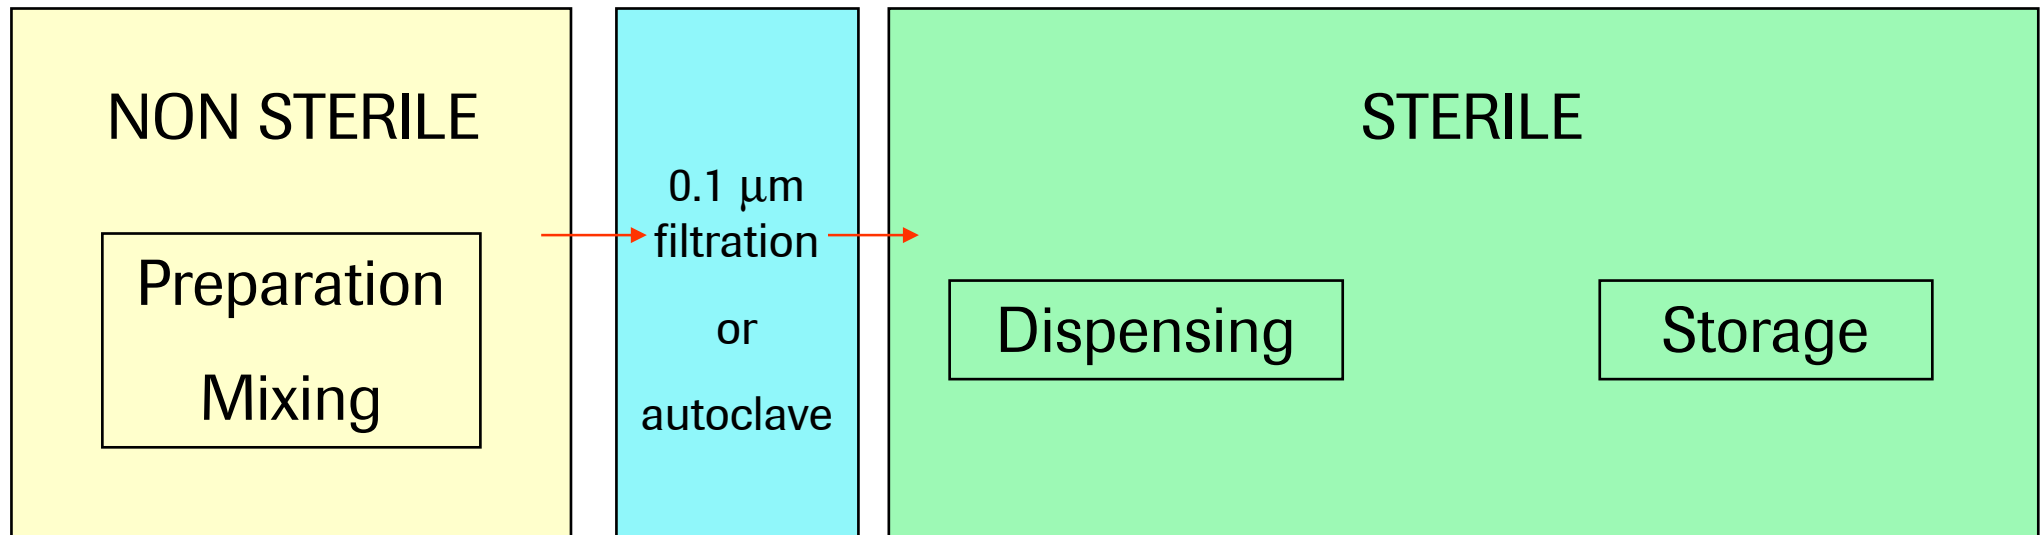 NON STERILE
Preparation
Mixing
0.1 μm
filtration
or
autoclave
STERILE
Dispensing
Storage